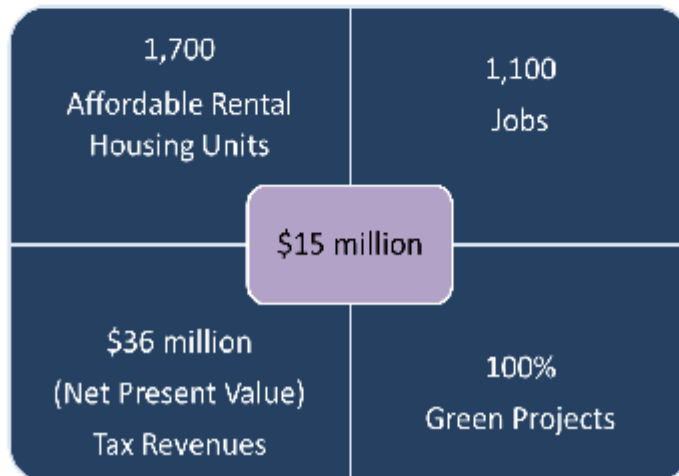 1,700
Affordable Rental
Housing Units
1,100
Jobs
$15 million
$36 million
(Net Present Value)
Tax Revenues
100%
Green Projects